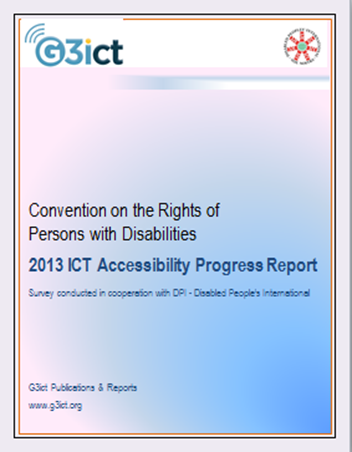 G3ict
Convention on the Rights of
Persons with Disabilities
2013 ICT Accessibility Progress Report
Survey conducted in cooperation with DPI - Disabled People's International
G3ict Publications & Reports
www.g3ict.org